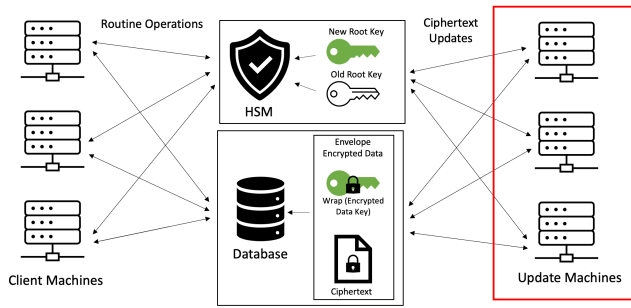 Routine Operations
New Root Key
Old Root Key
HSM
Ciphertext
Updates
Envelope
Encrypted Data
Wrap (Encrypted
Data Key)
Database
Ciphertext
Client Machines
Update Machines